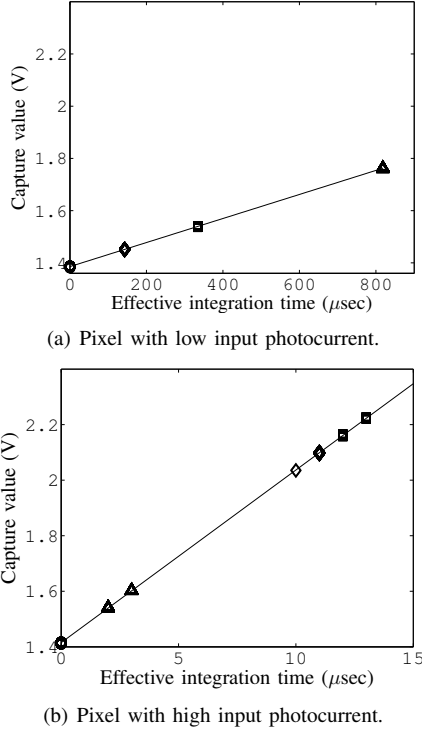 2.2
2
1.8
1.6
1.4
Capture value (V)
0 200 400 600 800
Effective integration time (μsec)
(a) Pixel with low input photocurrent.
2.2
2
1.8
1.6
1.4
Capture value (V)
0 5 10 15
Effective integration time (μsec)
(b) Pixel with high input photocurrent.